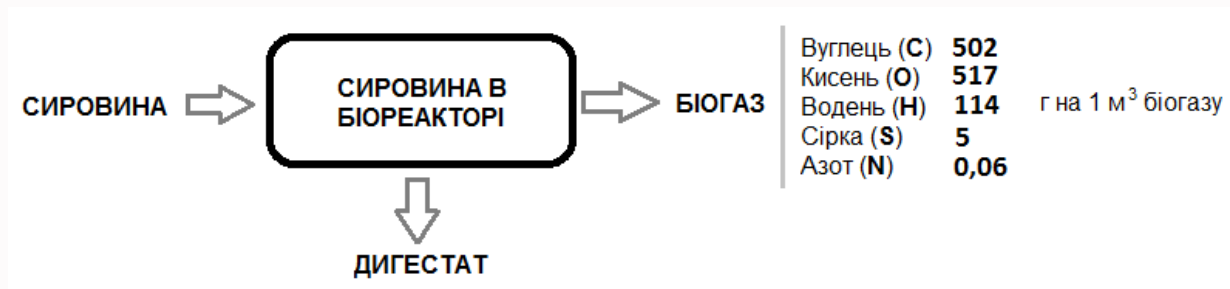 СИРОВИНА
СИРОВИНА В
БІОРЕАКТОРІ
БІОГАЗ
Вуглець (C) 502
Кисень (O) 517
Водень (H) 114
Сірка (S) 5
Азот (N) 0,06
г на 1 м³ біогазу
ДИГЕСТАТ